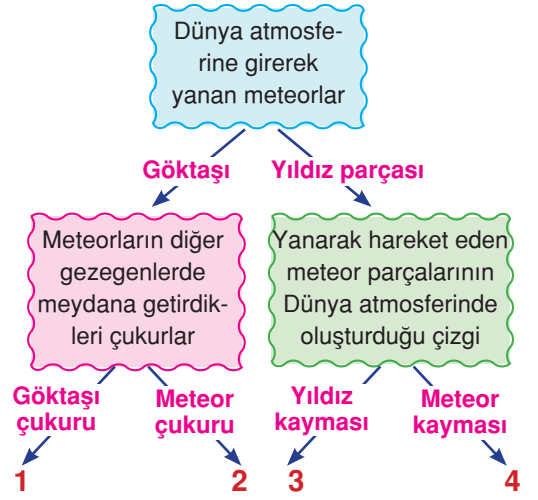 Dünya atmosfe-
rine girerek
yanan meteorlar
Göktaşı
Yıldız parçası
Meteorların diğer
gezegenlerde
meydana getirdik-
leri çukurlar
Yanarak hareket eden
meteor parçalarının
Dünya atmosferinde
oluşturduğu çizgi
Göktaşı
çukuru
Meteor
çukuru
Yıldız
kayması
Meteor
kayması
1
2
3
4